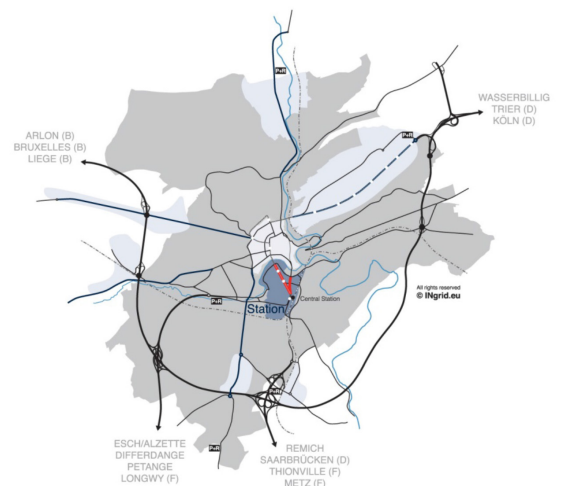 P+R
WASSERBILLIG
TRIER (D)
KÖLN (D)
P+R
ARLON (B)
BRUXELLES (B)
LIEGE (B)
All rights reserved
© INgrid.eu
Central Station
Station
P+R
P+R
ESCH/ALZETTE
DIFFERDANGE
PETANGE
LONGWY (F)
P+R
REMICH
SAARBRÜCKEN (D)
THIONVILLE (F)
METZ (F)